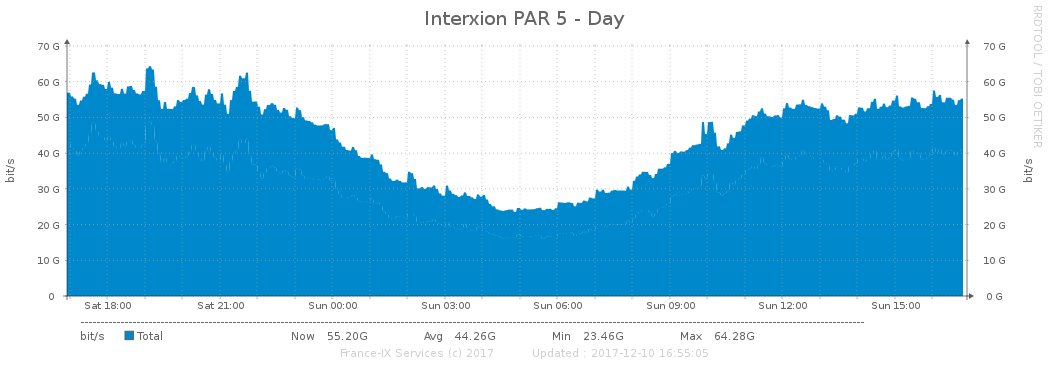 Interxion PAR 5 - Day
RRDTOOL / TOBI OETIKER
bit/s
70 G 70 G
60 G 60 G
50 G 50 G
40 G 40 G
30 G 30 G
20 G 20 G
10 G 10 G
0 0 G
bit/s
Sat 18:00 Sat 21:00 Sun 00:00 Sun 03:00 Sun 06:00 Sun 09:00 Sun 12:00 Sun 15:00
bit/s Total Now 55.20G Avg 44.26G Min 23.46G Max 64.28G
France-IX Services (c) 2017 Updated : 2017-12-10 16:55:05